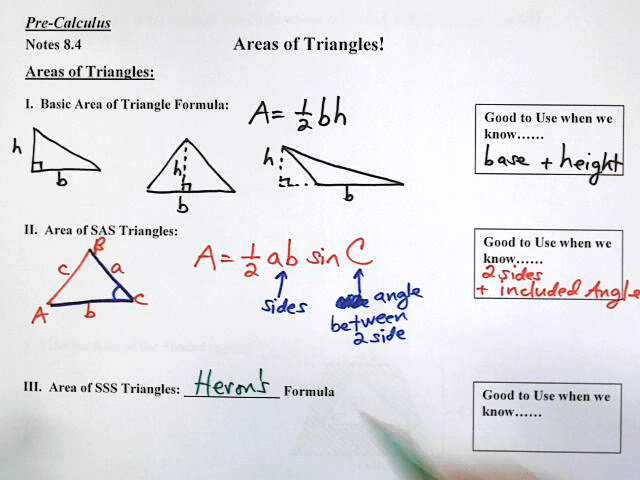 Pre-Calculus
Notes 8.4
Areas of Triangles!
Areas of Triangles:
I. Basic Area of Triangle Formula: A = 1/2 bh
Good to Use when we
know......
base + height
h
b
h
b
h
b
II. Area of SAS Triangles:
A = 1/2 ab sin C
sides
angle
between
2 side
B
c
a
A
b
C
Good to Use when we
know......
2 sides
+ included Angle
III. Area of SSS Triangles: Heron's Formula
Good to Use when we
know......